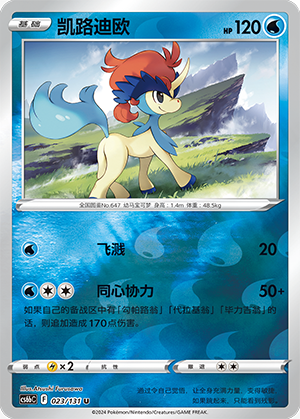 基础
凯路迪欧
HP 120
全国图鉴No.647 幼马宝可梦 身高：1.4m 体重：48.5kg
飞溅 20
同心协力 50+
如果自己的备战区中有「勾帕路翁」「代拉基翁」「毕力吉翁」的
话，则追加造成170点伤害。
弱点 ×2 抵抗力 撤退
Illus. Atsushi Furusawa
CS6bC F 023/131 U
©2024 Pokémon/Nintendo/Creatures/GAME FREAK.